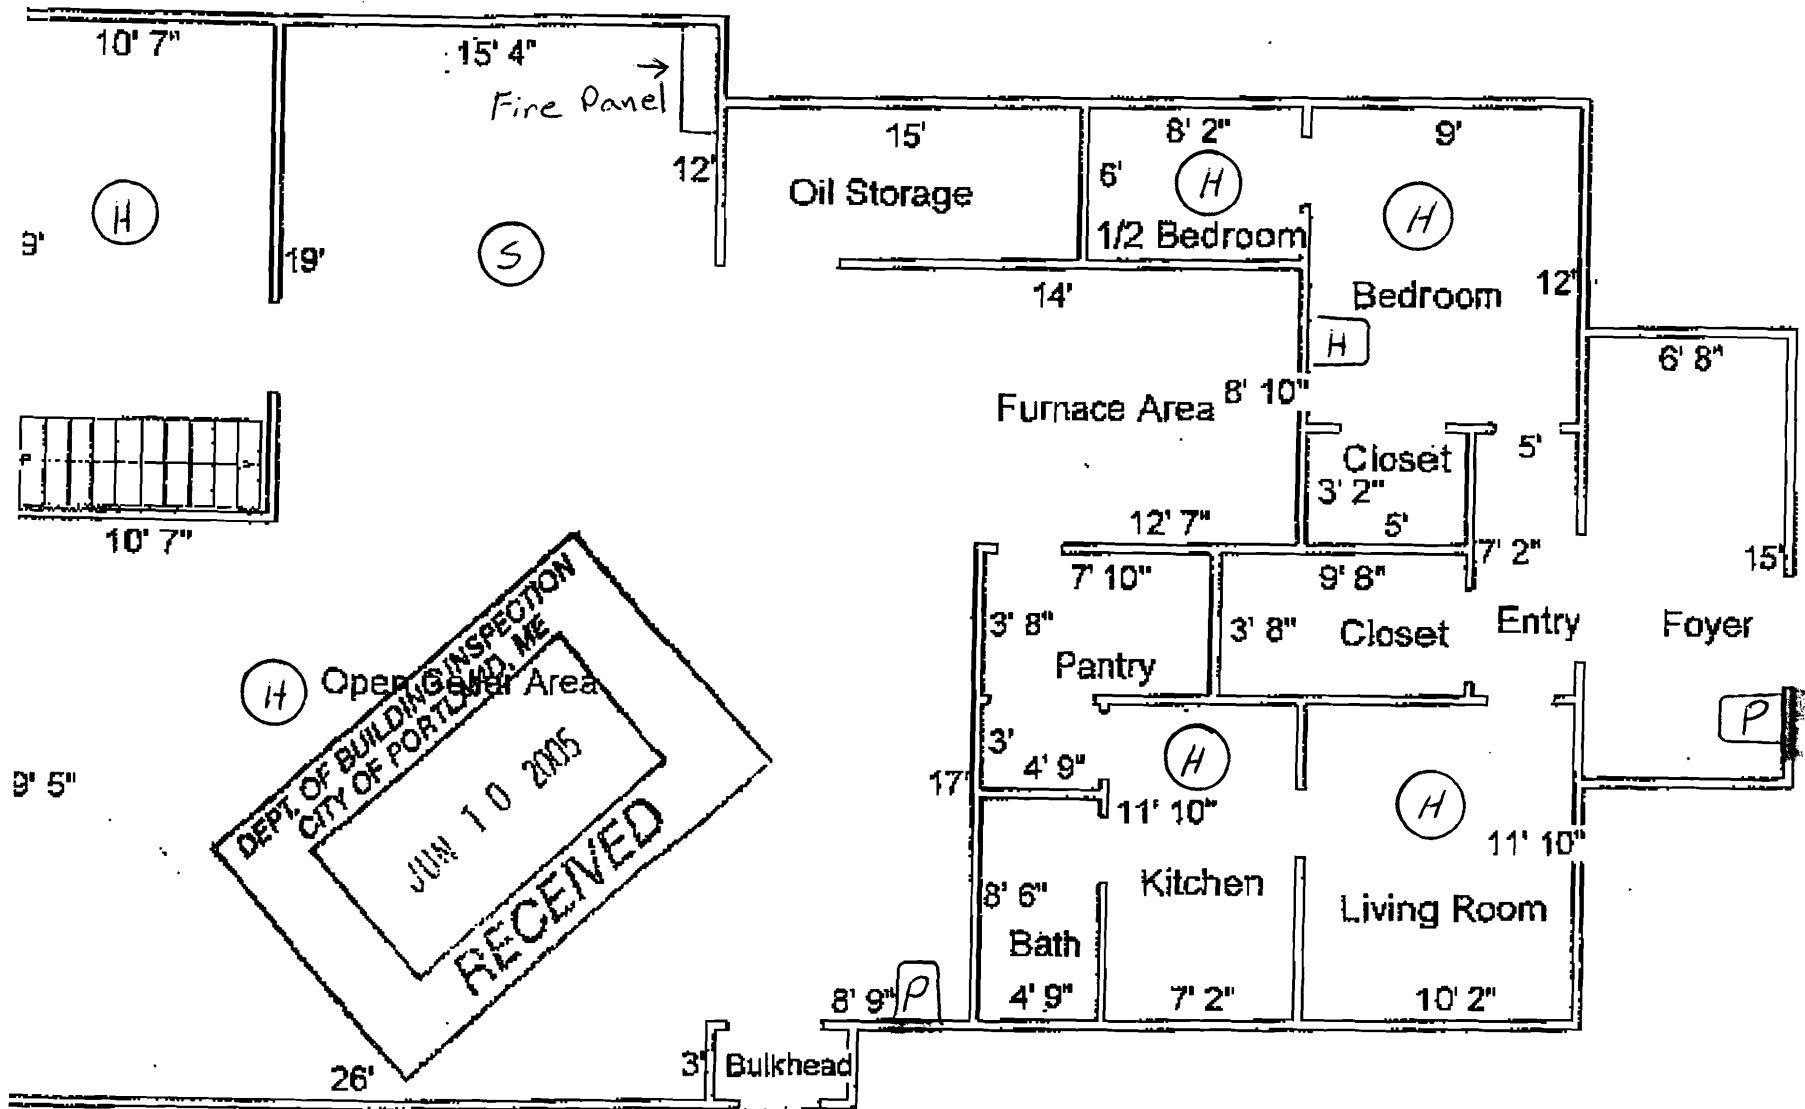 10' 7"
15' 4"
→
Fire Panel
15'
8' 2"
9'
12'
6'
H
H
Oil Storage
H
9'
19'
S
1/2 Bedroom
14'
Bedroom
12'
H
6' 8"
Furnace Area
8' 10"
Closet
5'
3' 2"
10' 7"
12' 7"
5'
7' 2"
15'
7' 10"
9' 8"
3' 8"
3' 8"
Closet
Entry
Foyer
Pantry
H
Open Area
DEPT. OF BUILDING INSPECTION
CITY OF PORTLAND, ME
JUN 10 2005
RECEIVED
P
3'
4' 9"
H
9' 5"
17'
11' 10"
H
11' 10"
8' 6"
Kitchen
Living Room
Bath
8' 9"
P
4' 9"
7' 2"
10' 2"
26'
3'
Bulkhead